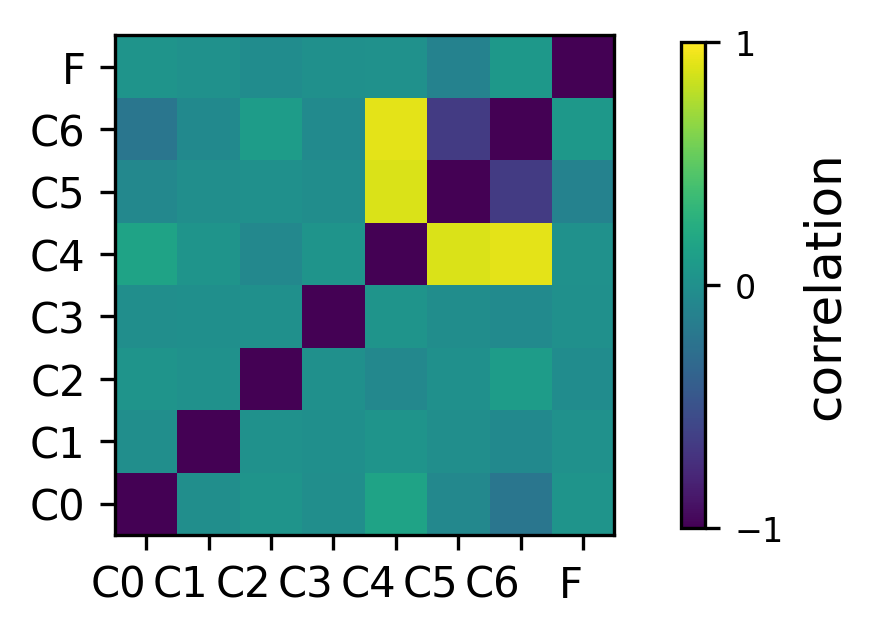 F
C6
C5
C4
C3
C2
C1
C0
C0 C1 C2 C3 C4 C5 C6 F
1
0
−1
correlation